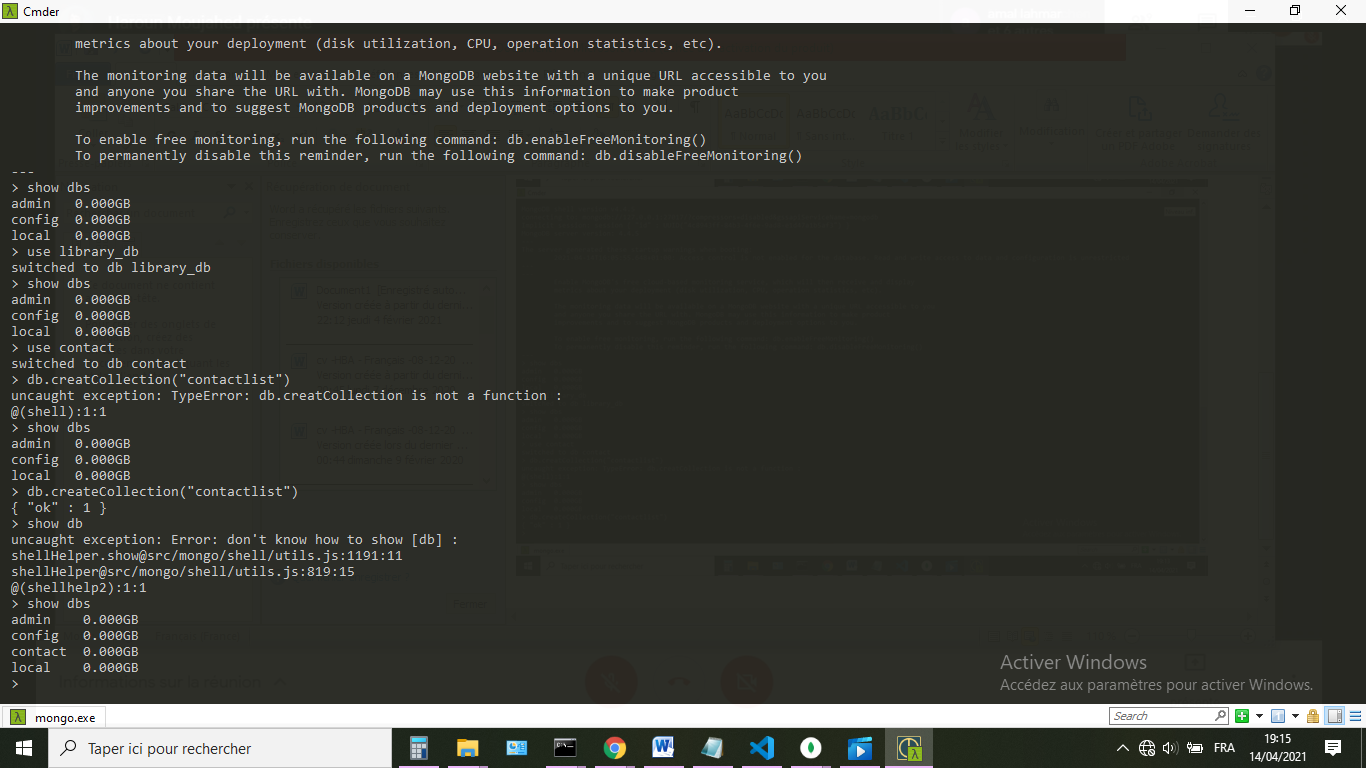 Cmder
metrics about your deployment (disk utilization, CPU, operation statistics, etc).
The monitoring data will be available on a MongoDB website with a unique URL accessible to you
and anyone you share the URL with. MongoDB may use this information to make product
improvements and to suggest MongoDB products and deployment options to you.
To enable free monitoring, run the following command: db.enableFreeMonitoring()
To permanently disable this reminder, run the following command: db.disableFreeMonitoring()
---
> show dbs
admin   0.000GB
config  0.000GB
local   0.000GB
> use library_db
switched to db library_db
> show dbs
admin   0.000GB
config  0.000GB
local   0.000GB
> use contact
switched to db contact
> db.creatCollection("contactlist")
uncaught exception: TypeError: db.creatCollection is not a function :
@(shell):1:1
> show dbs
admin   0.000GB
config  0.000GB
local   0.000GB
> db.createCollection("contactlist")
{ "ok" : 1 }
> show db
uncaught exception: Error: don't know how to show [db] :
shellHelper.show@src/mongo/shell/utils.js:1191:11
shellHelper@src/mongo/shell/utils.js:819:15
@(shellhelp2):1:1
> show dbs
admin    0.000GB
config   0.000GB
contact  0.000GB
local    0.000GB
>
Informations sur la réunion
Activer Windows
Accédez aux paramètres pour activer Windows.
mongo.exe
Search
Taper ici pour rechercher
FRA
19:15
14/04/2021